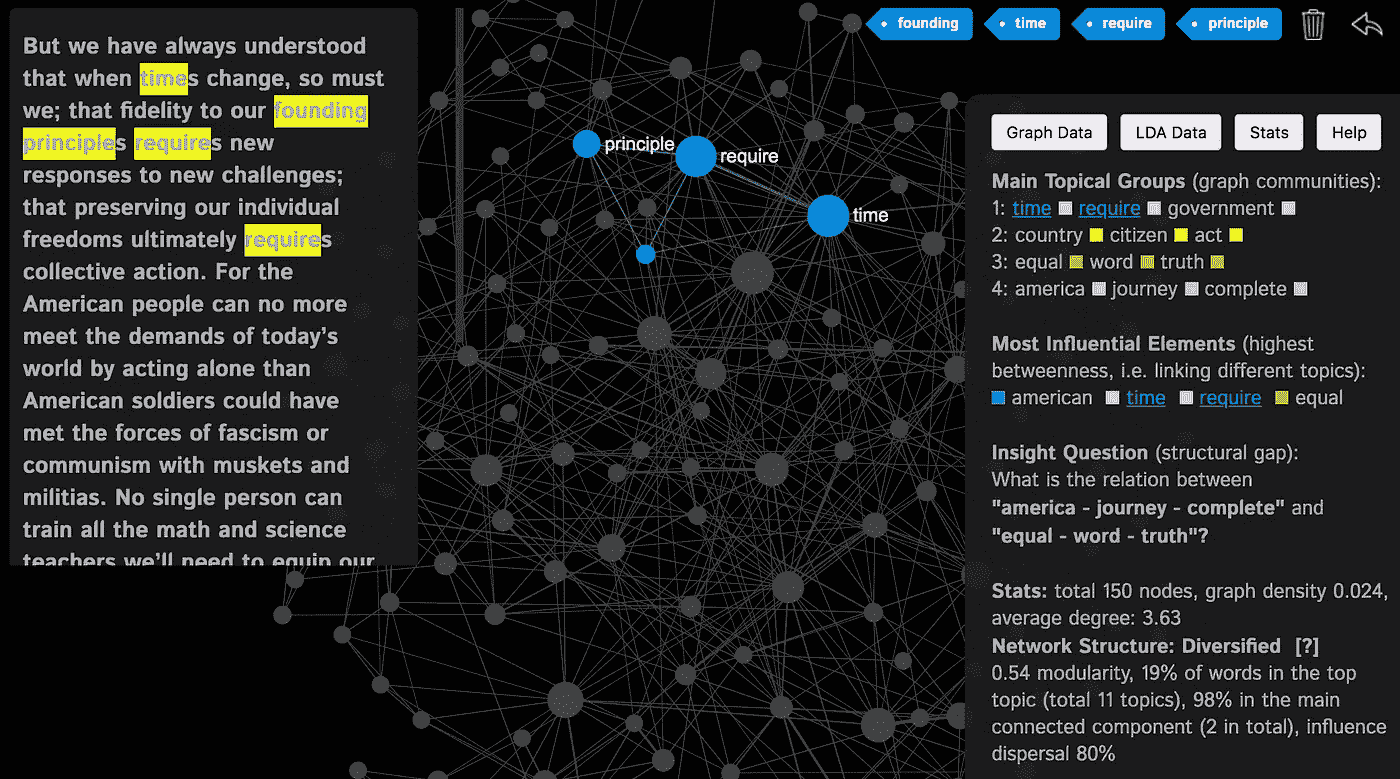 But we have always understood
that when times change, so must
we; that fidelity to our founding
principles requires new
responses to new challenges;
that preserving our individual
freedoms ultimately requires
collective action. For the
American people can no more
meet the demands of today’s
world by acting alone than
American soldiers could have
met the forces of fascism or
communism with muskets and
militias. No single person can
train all the math and science
teachers we’ll need to equip our
founding time require principle
principle
require
time
Graph Data LDA Data Stats Help
Main Topical Groups (graph communities):
1: time require government
2: country citizen act
3: equal word truth
4: america journey complete
Most Influential Elements (highest
betweenness, i.e. linking different topics):
american time require equal
Insight Question (structural gap):
What is the relation between
"america - journey - complete" and
"equal - word - truth"?
Stats: total 150 nodes, graph density 0.024,
average degree: 3.63
Network Structure: Diversified [?]
0.54 modularity, 19% of words in the top
topic (total 11 topics), 98% in the main
connected component (2 in total), influence
dispersal 80%